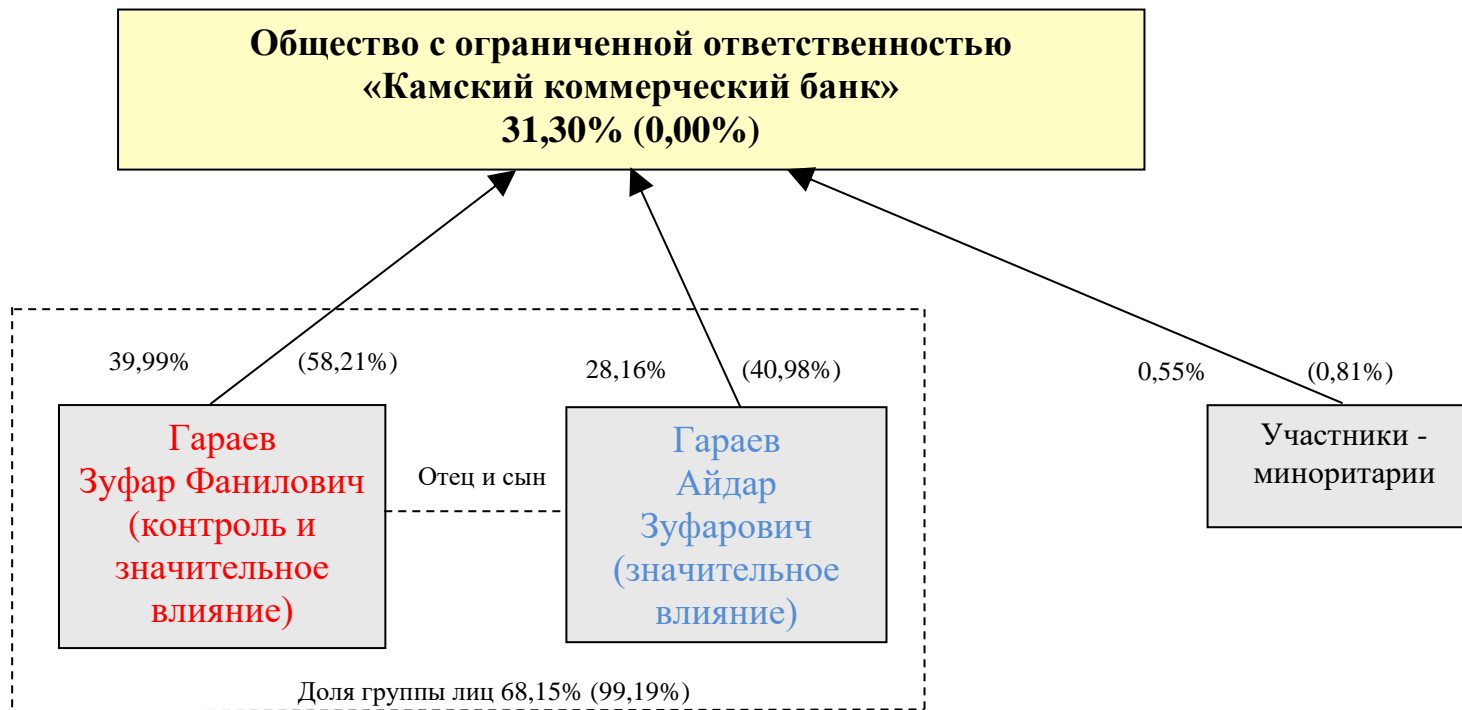 Общество с ограниченной ответственностью
«Камский коммерческий банк»
31,30% (0,00%)
39,99%
(58,21%)
28,16%
(40,98%)
0,55%
(0,81%)
Гараев
Зуфар Фанилович
(контроль и
значительное
влияние)
Отец и сын
Гараев
Айдар
Зуфарович
(значительное
влияние)
Участники -
миноритарии
Доля группы лиц 68,15% (99,19%)